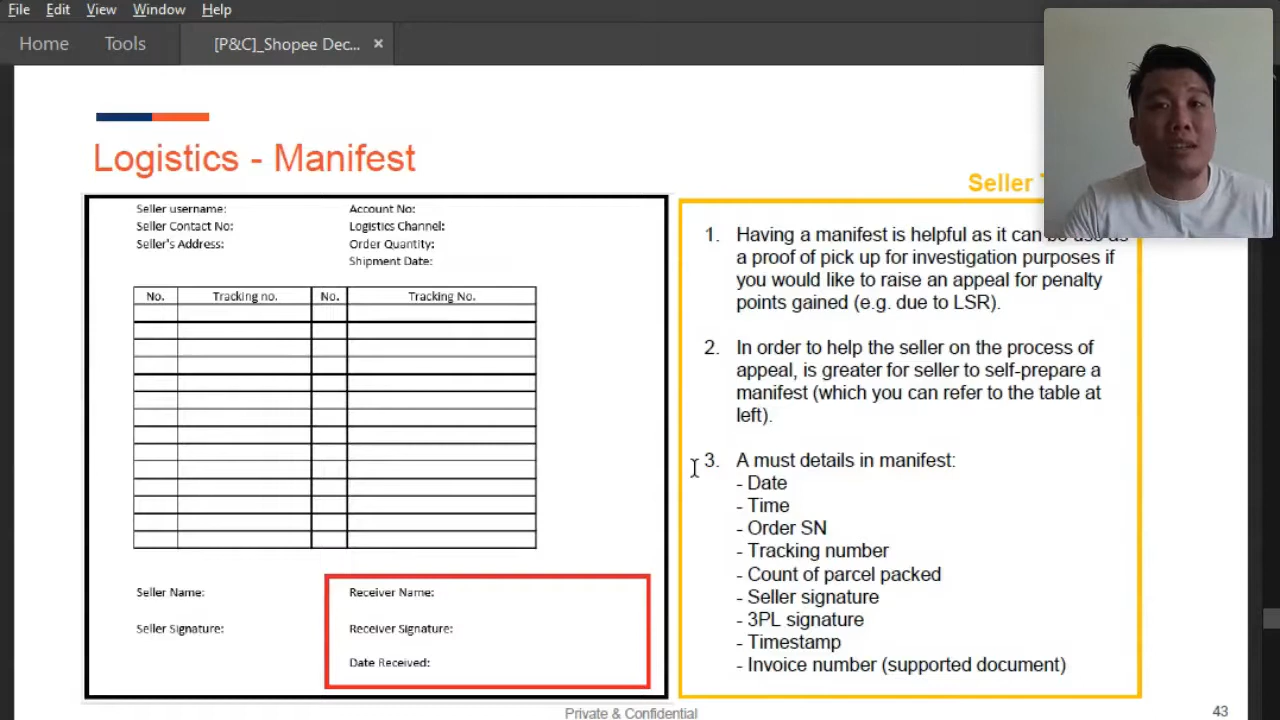 File Edit View Window Help
Home Tools [P&C]_Shopee Dec... ×
Logistics - Manifest
Seller
Seller username: Account No:
Seller Contact No: Logistics Channel:
Seller's Address: Order Quantity:
Shipment Date:
No. Tracking no. No. Tracking No.
Seller Name: Receiver Name:
Seller Signature: Receiver Signature:
Date Received:
1. Having a manifest is helpful as it can be use as
a proof of pick up for investigation purposes if
you would like to raise an appeal for penalty
points gained (e.g. due to LSR).
2. In order to help the seller on the process of
appeal, is greater for seller to self-prepare a
manifest (which you can refer to the table at
left).
3. A must details in manifest:
- Date
- Time
- Order SN
- Tracking number
- Count of parcel packed
- Seller signature
- 3PL signature
- Timestamp
- Invoice number (supported document)
Private & Confidential
43